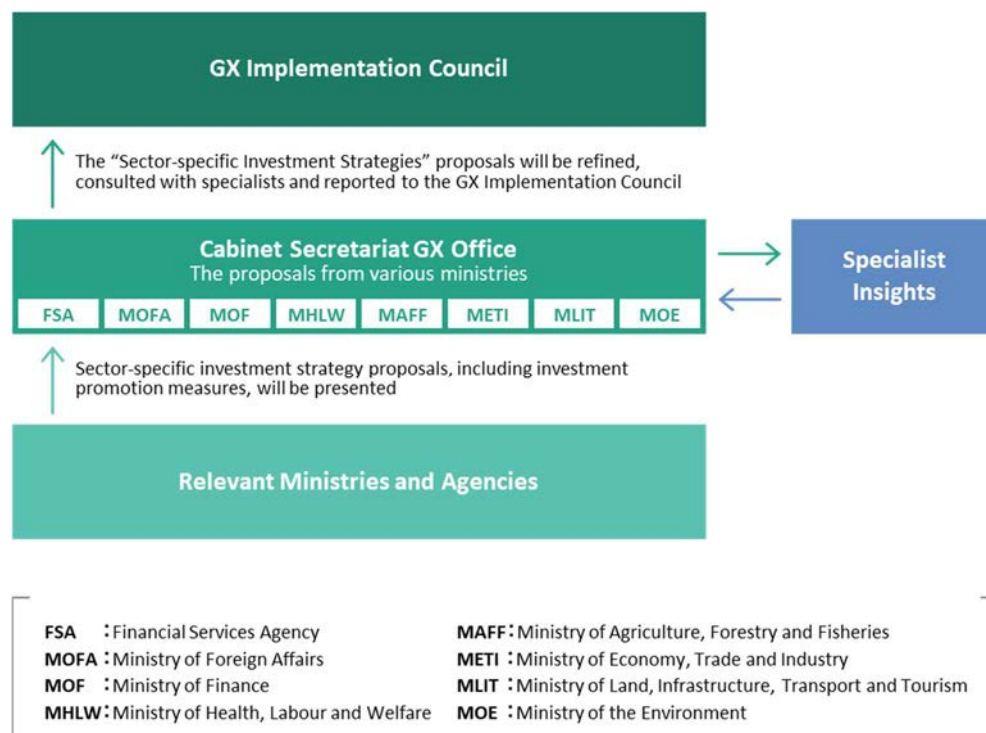 GX Implementation Council
The “Sector-specific Investment Strategies” proposals will be refined,
consulted with specialists and reported to the GX Implementation Council
Cabinet Secretariat GX Office
The proposals from various ministries
FSA MOFA MOF MHLW MAFF METI MLIT MOE
Specialist
Insights
Sector-specific investment strategy proposals, including investment
promotion measures, will be presented
Relevant Ministries and Agencies
FSA :Financial Services Agency
MOFA:Ministry of Foreign Affairs
MOF :Ministry of Finance
MHLW:Ministry of Health, Labour and Welfare
MAFF:Ministry of Agriculture, Forestry and Fisheries
METI :Ministry of Economy, Trade and Industry
MLIT :Ministry of Land, Infrastructure, Transport and Tourism
MOE :Ministry of the Environment